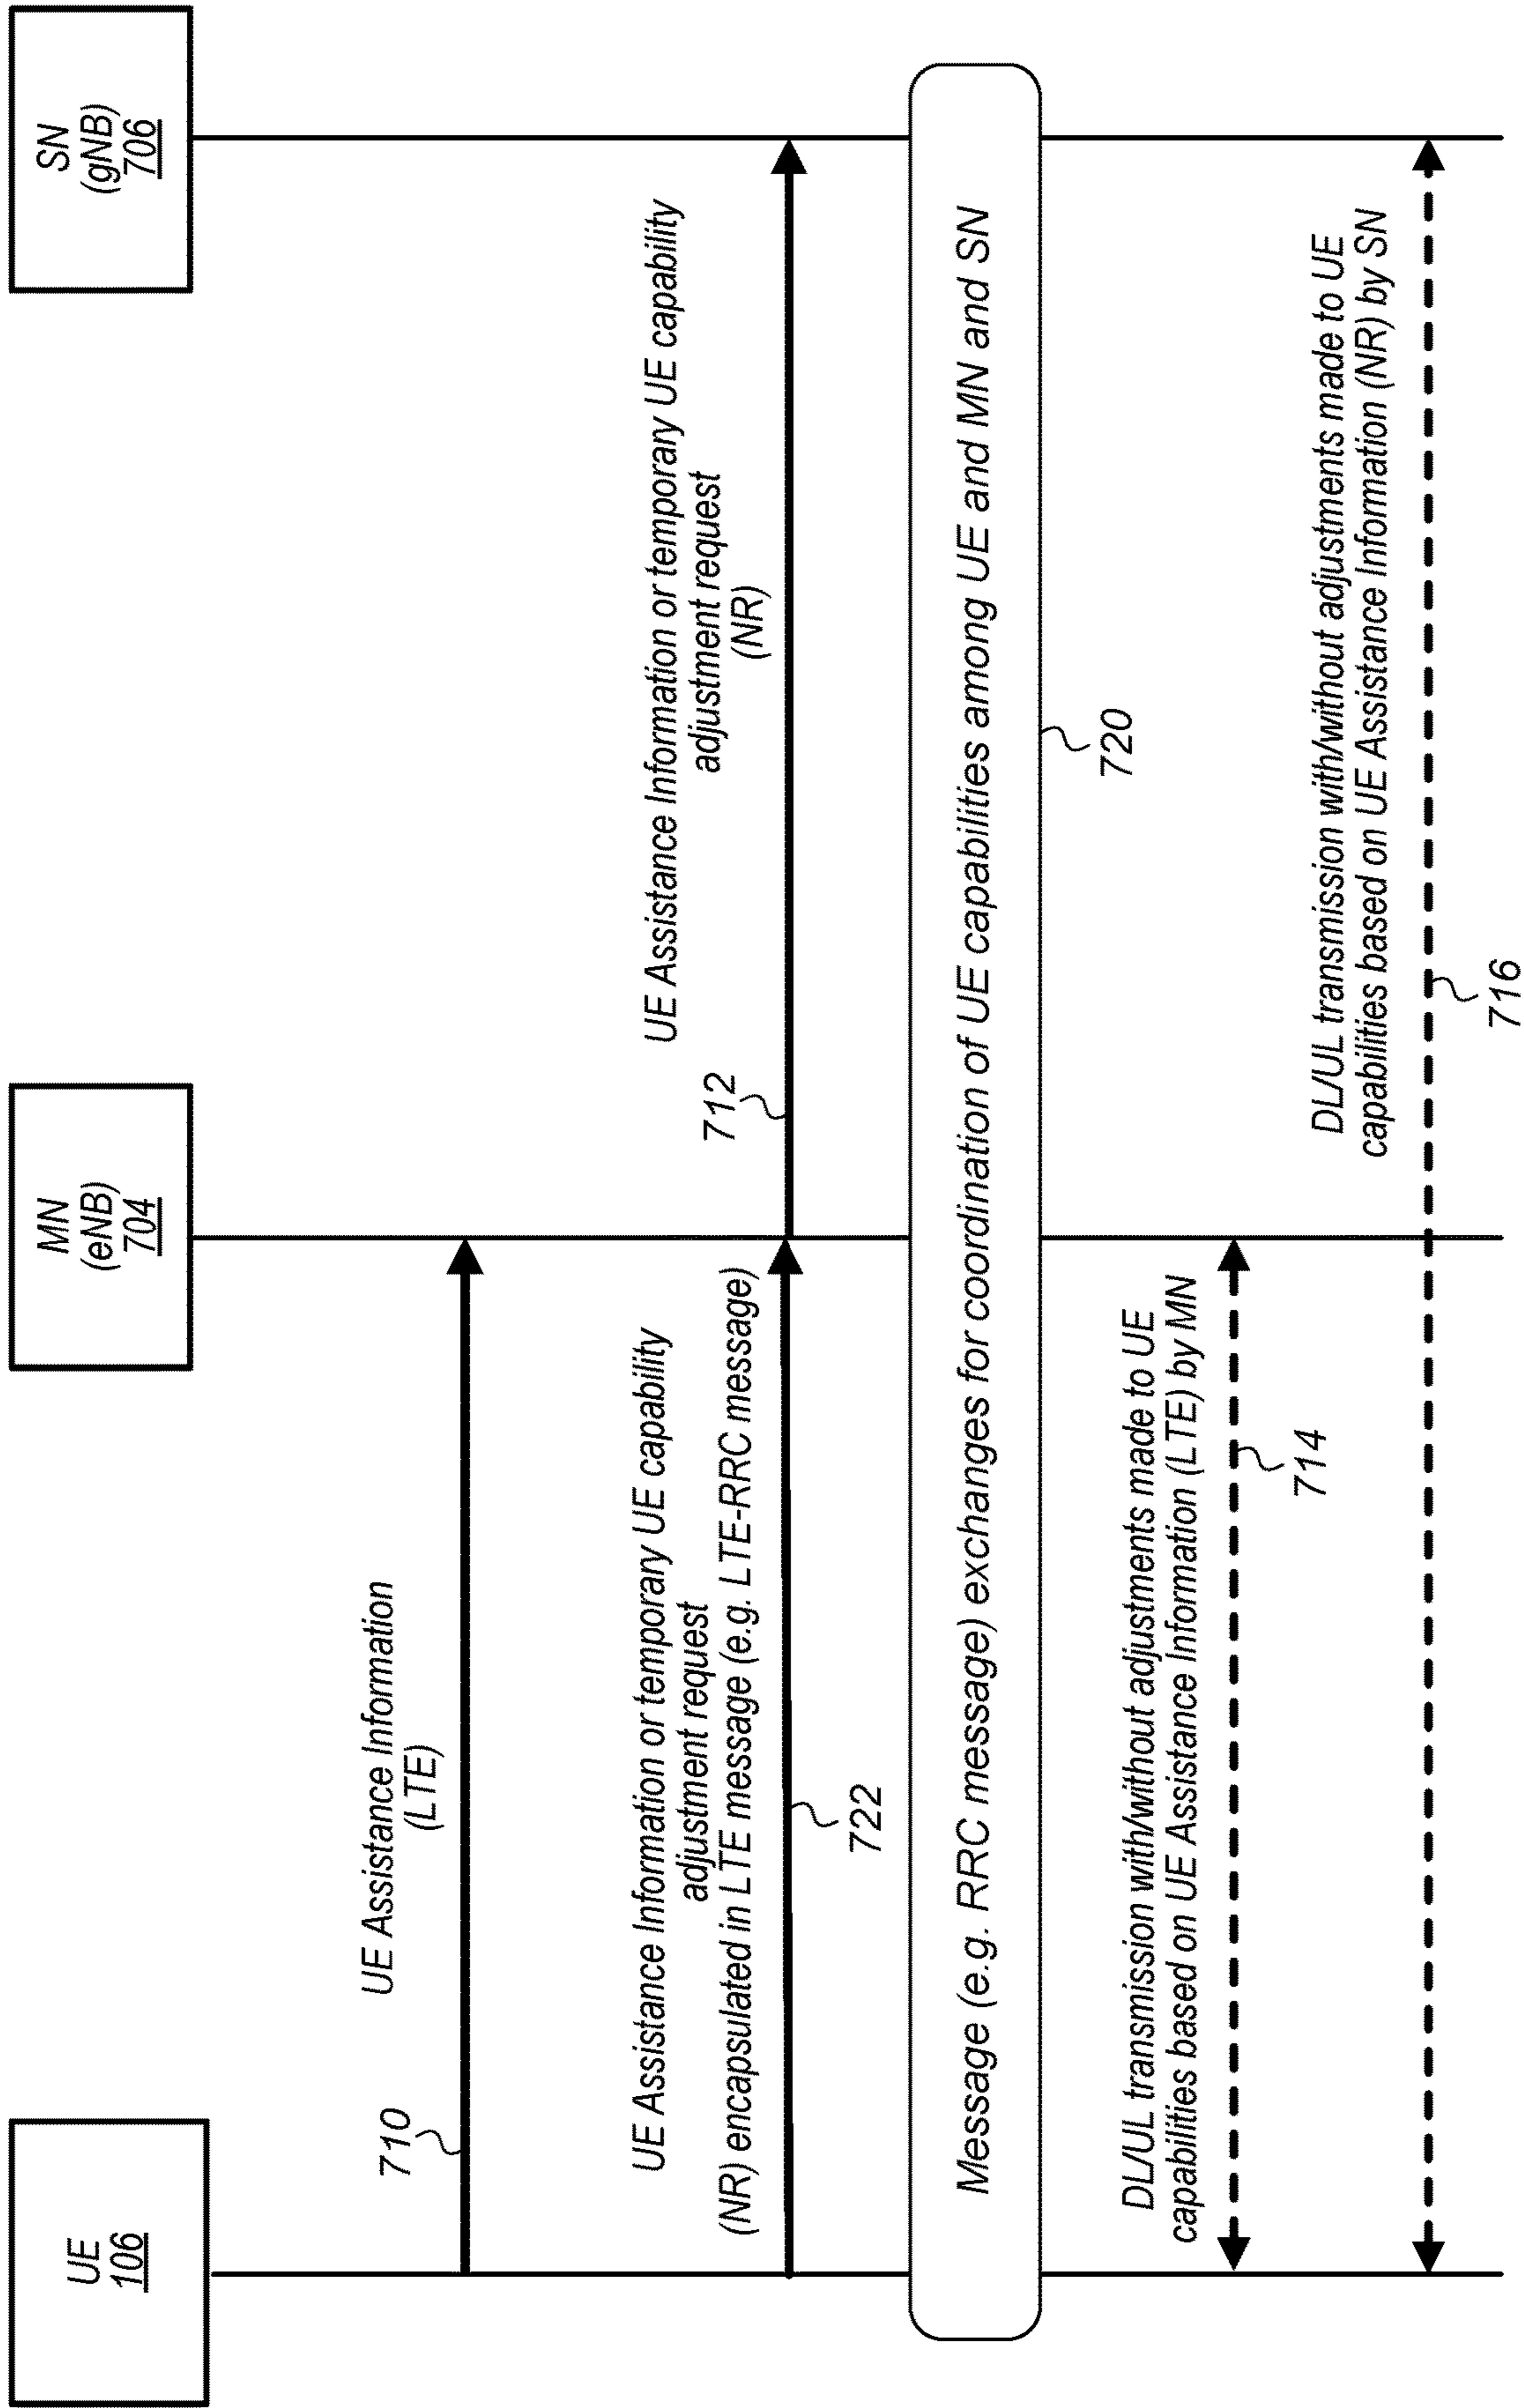 UE
106
MN
(eNB)
704
SN
(gNB)
706
710
UE Assistance Information
(LTE)
UE Assistance Information or temporary UE capability
adjustment request
(NR) encapsulated in LTE message (e.g. LTE-RRC message)
722
712
UE Assistance Information or temporary UE capability
adjustment request
(NR)
Message (e.g. RRC message) exchanges for coordination of UE capabilities among UE and MN and SN
720
DL/UL transmission with/without adjustments made to UE
capabilities based on UE Assistance Information (LTE) by MN
714
DL/UL transmission with/without adjustments made to UE
capabilities based on UE Assistance Information (NR) by SN
716